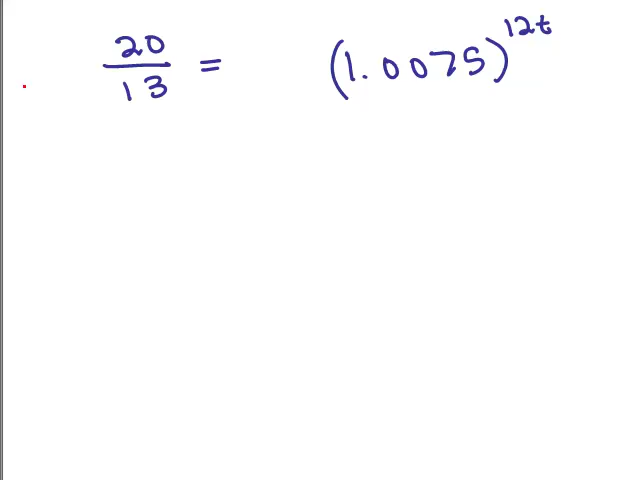 20/13 = (1.0075)^12t